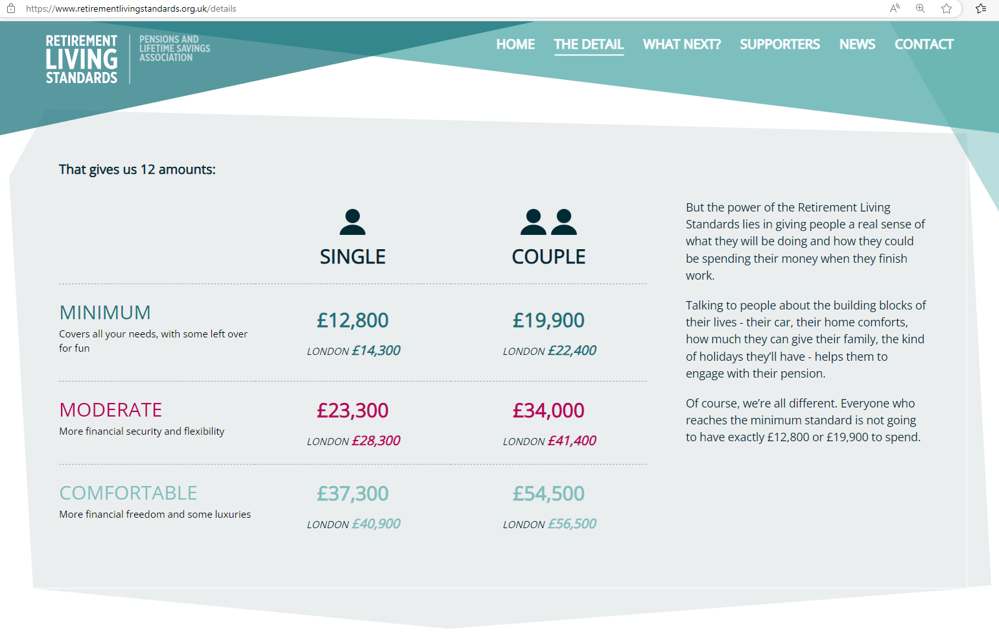 https://www.retirementlivingstandards.org.uk/details
RETIREMENT
LIVING
STANDARDS
PENSIONS AND
LIFETIME SAVINGS
ASSOCIATION
HOME THE DETAIL WHAT NEXT? SUPPORTERS NEWS CONTACT
That gives us 12 amounts:
SINGLE COUPLE
MINIMUM
Covers all your needs, with some left over
for fun
£12,800 £19,900
LONDON £14,300 LONDON £22,400
MODERATE
More financial security and flexibility
£23,300 £34,000
LONDON £28,300 LONDON £41,400
COMFORTABLE
More financial freedom and some luxuries
£37,300 £54,500
LONDON £40,900 LONDON £56,500
But the power of the Retirement Living
Standards lies in giving people a real sense of
what they will be doing and how they could
be spending their money when they finish
work.
Talking to people about the building blocks of
their lives - their car, their home comforts,
how much they can give their family, the kind
of holidays they’ll have - helps them to
engage with their pension.
Of course, we’re all different. Everyone who
reaches the minimum standard is not going
to have exactly £12,800 or £19,900 to spend.